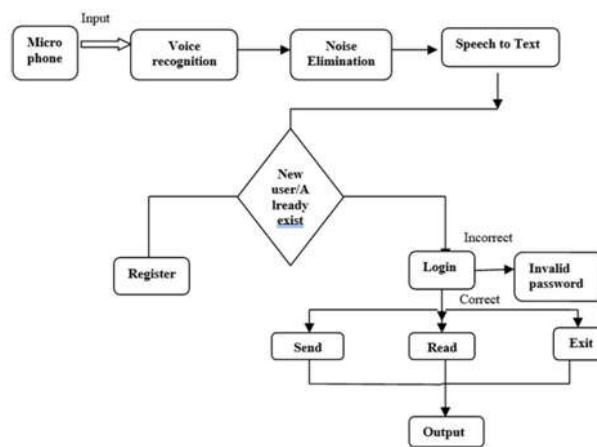 Input
Micro
phone
Voice
recognition
Noise
Elimination
Speech to Text
New
user/A
lready
exist
Register
Incorrect
Login
Invalid
password
Correct
Send
Read
Exit
Output